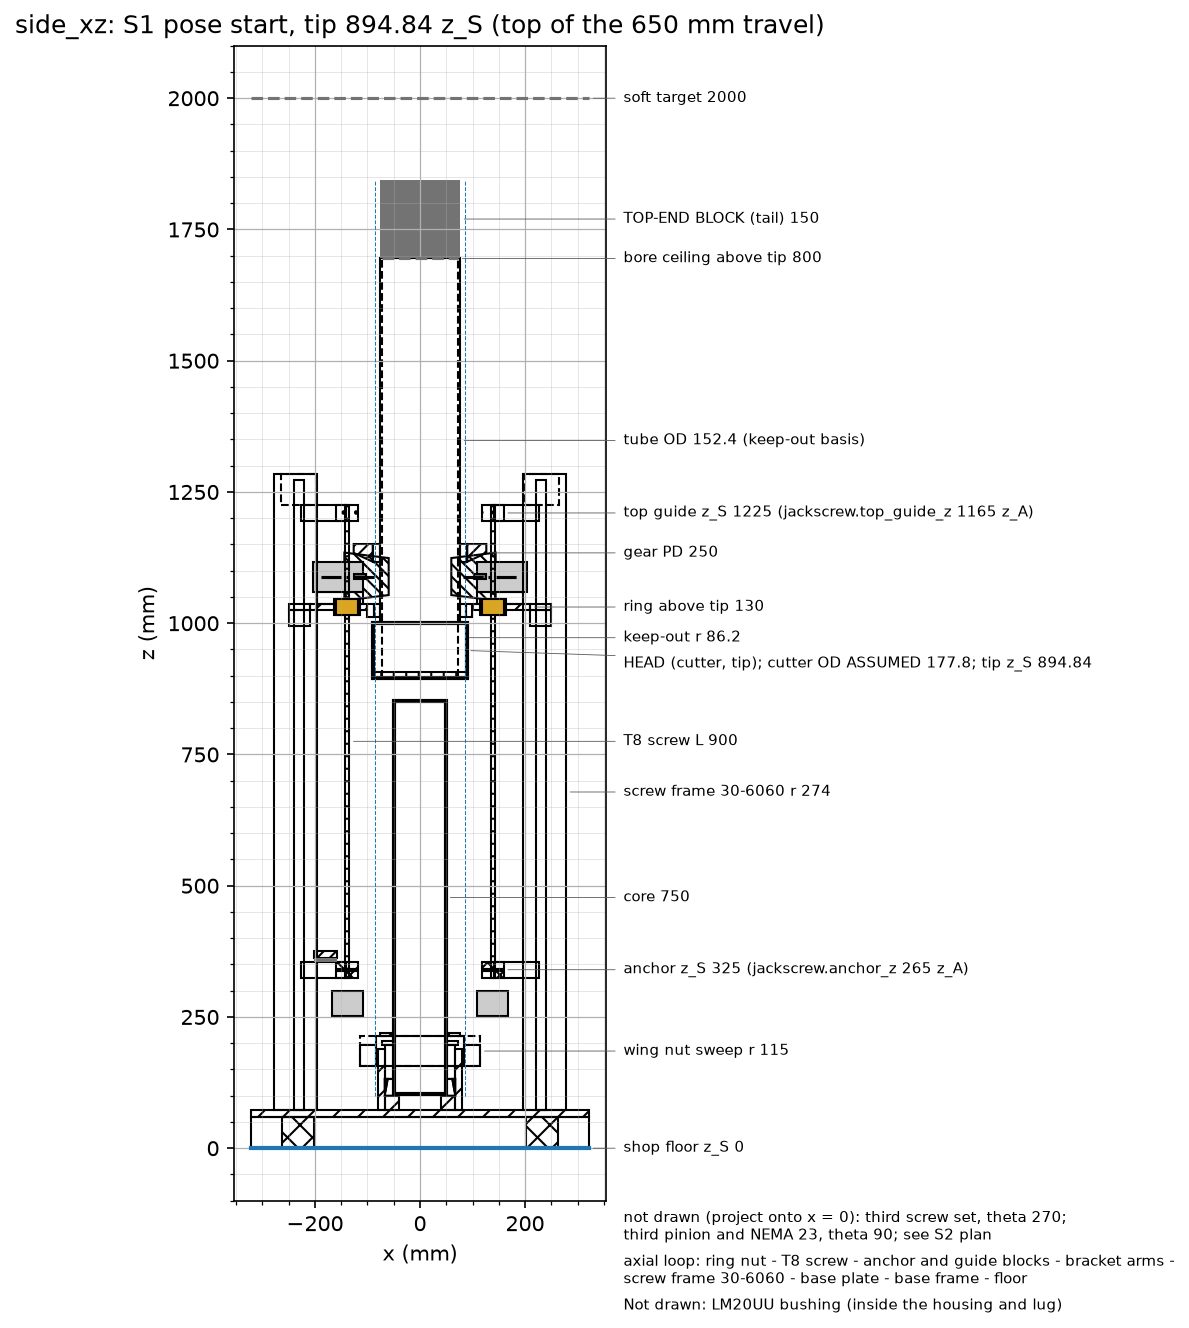 side_xz: S1 pose start, tip 894.84 z_S (top of the 650 mm travel)
2000
1750
1500
1250
1000
750
500
250
0
z (mm)
−200
0
200
x (mm)
soft target 2000
TOP-END BLOCK (tail) 150
bore ceiling above tip 800
tube OD 152.4 (keep-out basis)
top guide z_S 1225 (jackscrew.top_guide_z 1165 z_A)
gear PD 250
ring above tip 130
keep-out r 86.2
HEAD (cutter, tip); cutter OD ASSUMED 177.8; tip z_S 894.84
T8 screw L 900
screw frame 30-6060 r 274
core 750
anchor z_S 325 (jackscrew.anchor_z 265 z_A)
wing nut sweep r 115
shop floor z_S 0
not drawn (project onto x = 0): third screw set, theta 270;
third pinion and NEMA 23, theta 90; see S2 plan
axial loop: ring nut - T8 screw - anchor and guide blocks - bracket arms -
screw frame 30-6060 - base plate - base frame - floor
Not drawn: LM20UU bushing (inside the housing and lug)